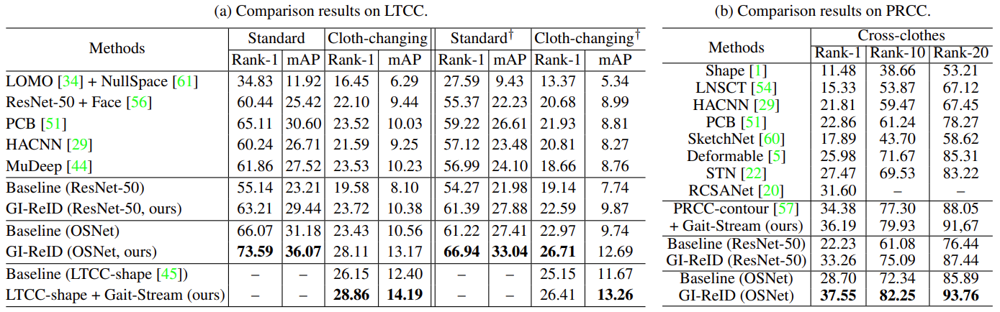 (a) Comparison results on LTCC.
Methods Standard Cloth-changing Standard† Cloth-changing†
Rank-1 mAP Rank-1 mAP Rank-1 mAP Rank-1 mAP
LOMO [34] + NullSpace [61] 34.83 11.92 16.45 6.29 27.59 9.43 13.37 5.34
ResNet-50 + Face [56] 60.44 25.42 22.10 9.44 55.37 22.23 20.68 8.99
PCB [51] 65.11 30.60 23.52 10.03 59.22 26.61 21.93 8.81
HACNN [29] 60.24 26.71 21.59 9.25 57.12 23.48 20.81 8.27
MuDeep [44] 61.86 27.52 23.53 10.23 56.99 24.10 18.66 8.76
Baseline (ResNet-50) 55.14 23.21 19.58 8.10 54.27 21.98 19.14 7.74
GI-ReID (ResNet-50, ours) 63.21 29.44 23.72 10.38 61.39 27.88 22.59 9.87
Baseline (OSNet) 66.07 31.18 23.43 10.56 61.22 27.41 22.97 9.74
GI-ReID (OSNet, ours) 73.59 36.07 28.11 13.17 66.94 33.04 26.71 12.69
Baseline (LTCC-shape [45]) – – 26.15 12.40 – – 25.15 11.67
LTCC-shape + Gait-Stream (ours) – – 28.86 14.19 – – 26.41 13.26
(b) Comparison results on PRCC.
Methods Cross-clothes
Rank-1 Rank-10 Rank-20
Shape [1] 11.48 38.66 53.21
LNSCT [54] 15.33 53.87 67.12
HACNN [29] 21.81 59.47 67.45
PCB [51] 22.86 61.24 78.27
SketchNet [60] 17.89 43.70 58.62
Deformable [5] 25.98 71.67 85.31
STN [22] 27.47 69.53 83.22
RCSANet [20] 31.60 – –
PRCC-contour [57] 34.38 77.30 88.05
+ Gait-Stream (ours) 36.19 79.93 91,67
Baseline (ResNet-50) 22.23 61.08 76.44
GI-ReID (ResNet-50) 33.26 75.09 87.44
Baseline (OSNet) 28.70 72.34 85.89
GI-ReID (OSNet) 37.55 82.25 93.76